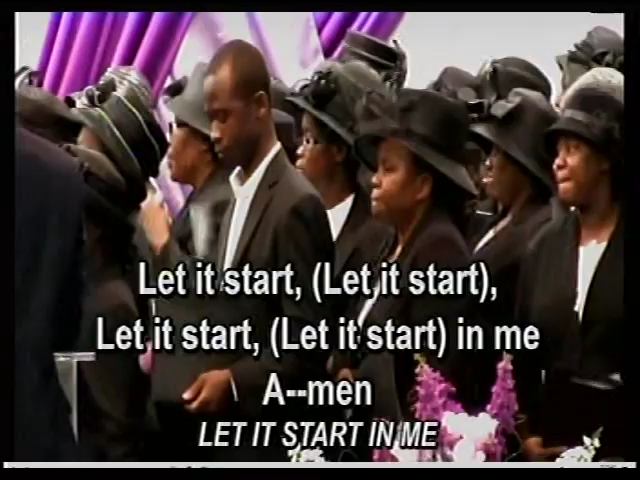 Let it start, (Let it start),
Let it start, (Let it start) in me
A--men
LET IT START IN ME